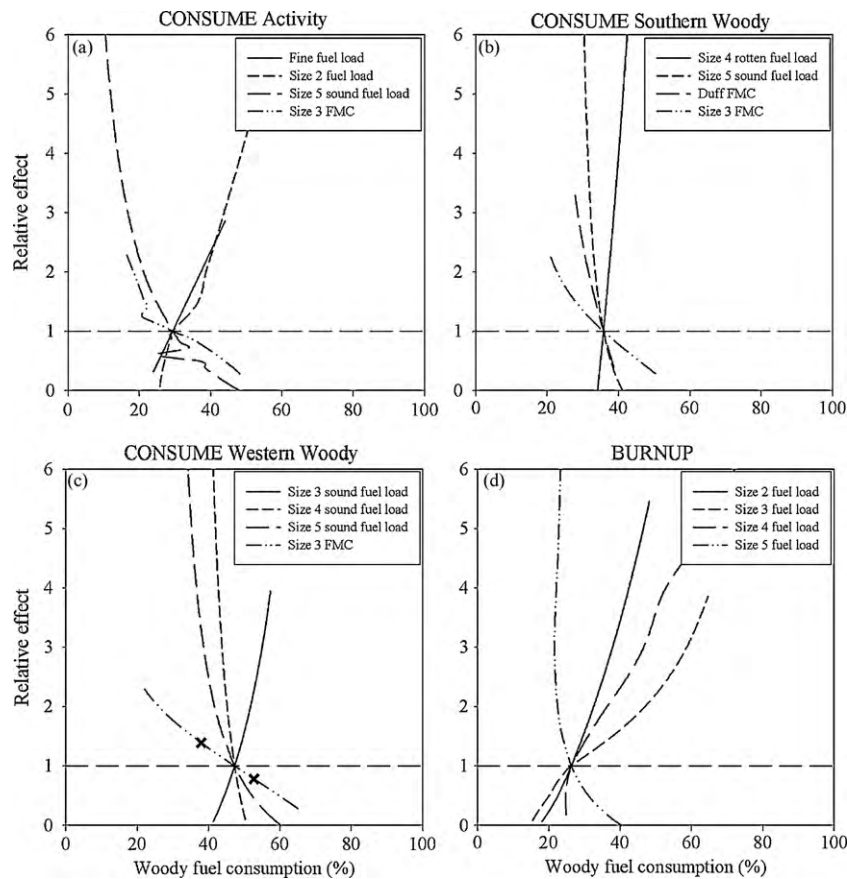 CONSUME Activity
(a)
Fine fuel load
Size 2 fuel load
Size 5 sound fuel load
Size 3 FMC
Relative effect
6
5
4
3
2
1
0
0 20 40 60 80 100
CONSUME Southern Woody
(b)
Size 4 rotten fuel load
Size 5 sound fuel load
Duff FMC
Size 3 FMC
6
5
4
3
2
1
0
0 20 40 60 80 100
CONSUME Western Woody
(c)
Size 3 sound fuel load
Size 4 sound fuel load
Size 5 sound fuel load
Size 3 FMC
Relative effect
6
5
4
3
2
1
0
0 20 40 60 80 100
Woody fuel consumption (%)
BURNUP
(d)
Size 2 fuel load
Size 3 fuel load
Size 4 fuel load
Size 5 fuel load
6
5
4
3
2
1
0
0 20 40 60 80 100
Woody fuel consumption (%)